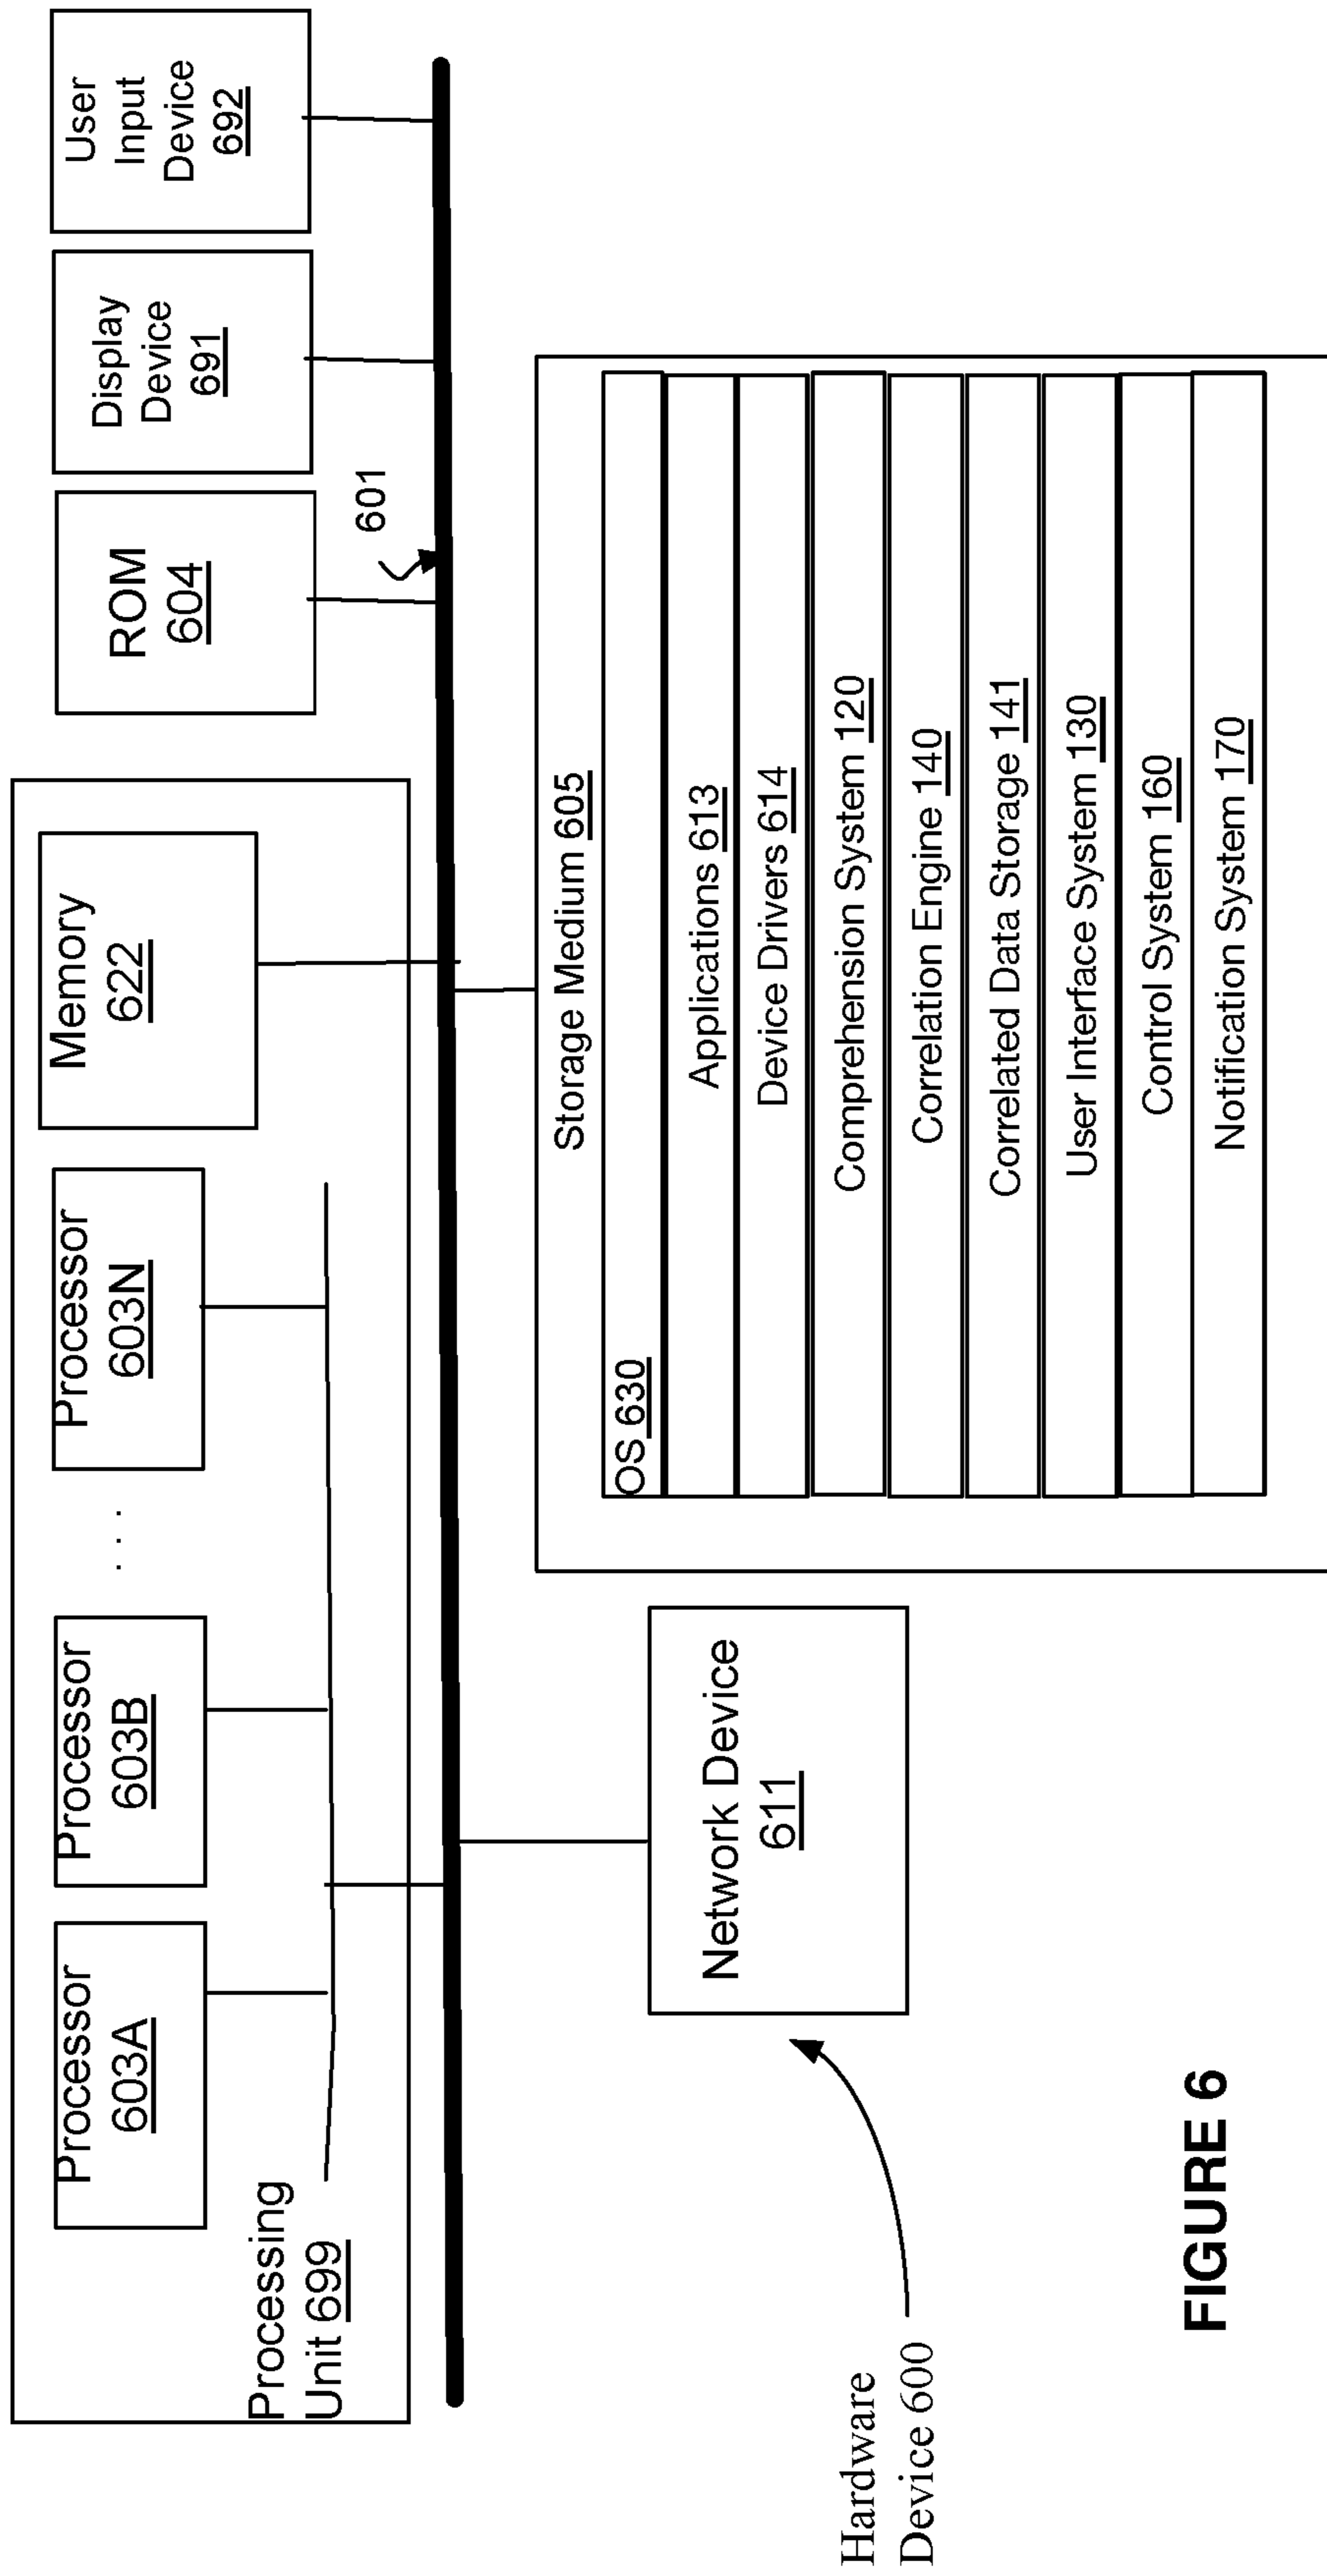 Processor
603A
Processor
603B
. . .
Processor
603N
Memory
622
Processing
Unit 699
ROM
604
Display
Device
691
User
Input
Device
692
601
Network Device
611
Storage Medium 605
OS 630
Applications 613
Device Drivers 614
Comprehension System 120
Correlation Engine 140
Correlated Data Storage 141
User Interface System 130
Control System 160
Notification System 170
Hardware
Device 600
FIGURE 6